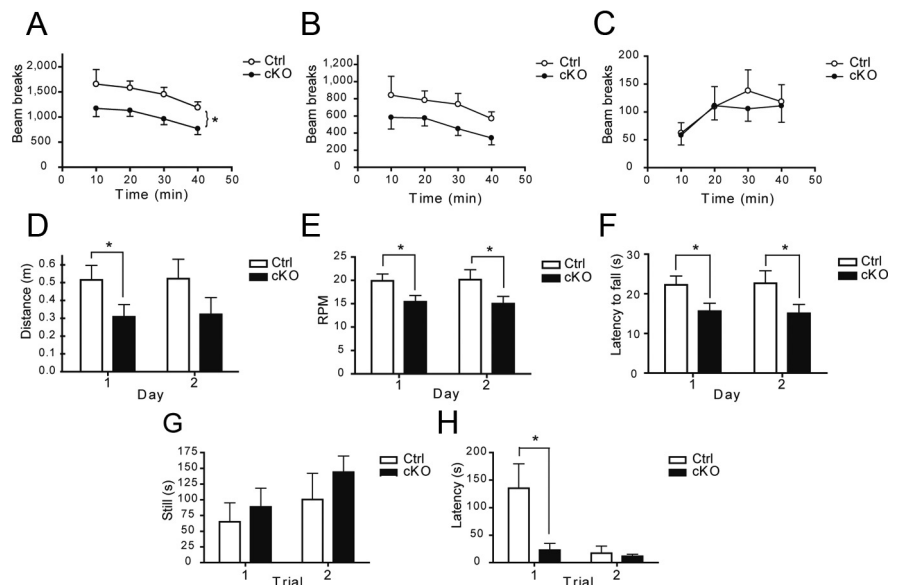 A
Beam breaks
2,000
1,500
1,000
500
0
0 10 20 30 40 50
Time (min)
Ctrl
cKO
*
B
Beam breaks
1,200
1,000
800
600
400
200
0
0 10 20 30 40 50
Time (min)
Ctrl
cKO
C
Beam breaks
200
150
100
50
0
0 10 20 30 40 50
Time (min)
Ctrl
cKO
D
Distance (m)
0.6
0.5
0.4
0.3
0.2
0.1
0.0
*
1 2
Day
Ctrl
cKO
E
RPM
25
20
15
10
5
0
* *
1 2
Day
Ctrl
cKO
F
Latency to fall (s)
30
20
10
0
* *
1 2
Day
Ctrl
cKO
G
Still (s)
175
150
125
100
75
50
25
0
1 2
Trial
Ctrl
cKO
H
Latency (s)
200
150
100
50
0
*
1 2
Trial
Ctrl
cKO